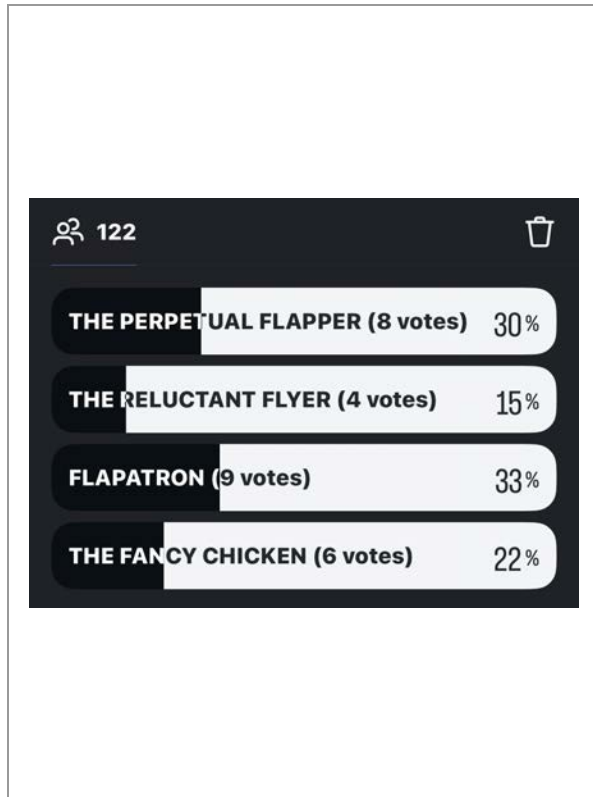 122
THE PERPETUAL FLAPPER (8 votes) 30%
THE RELUCTANT FLYER (4 votes) 15%
FLAPATRON (9 votes) 33%
THE FANCY CHICKEN (6 votes) 22%